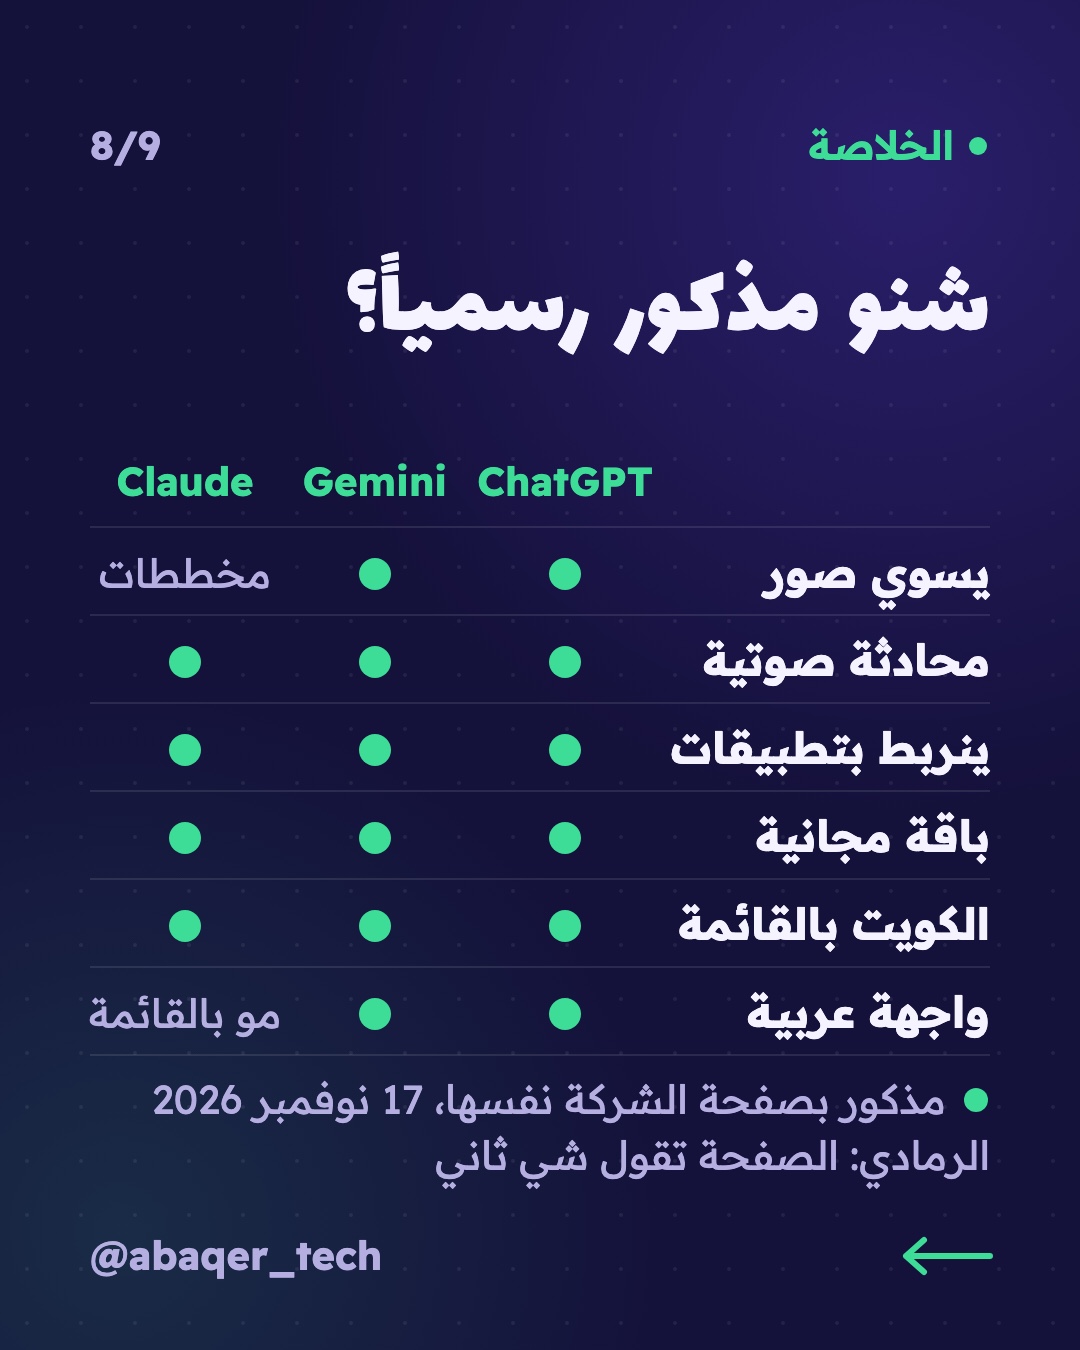 الخلاصة
8/9
شنو مذكور رسمياً؟
ChatGPT Gemini Claude
يسوي صور مخططات
محادثة صوتية
ينربط بتطبيقات
باقة مجانية
الكويت بالقائمة
واجهة عربية مو بالقائمة
مذكور بصفحة الشركة نفسها، 17 نوفمبر 2026
الرمادي: الصفحة تقول شي ثاني
@abaqer_tech